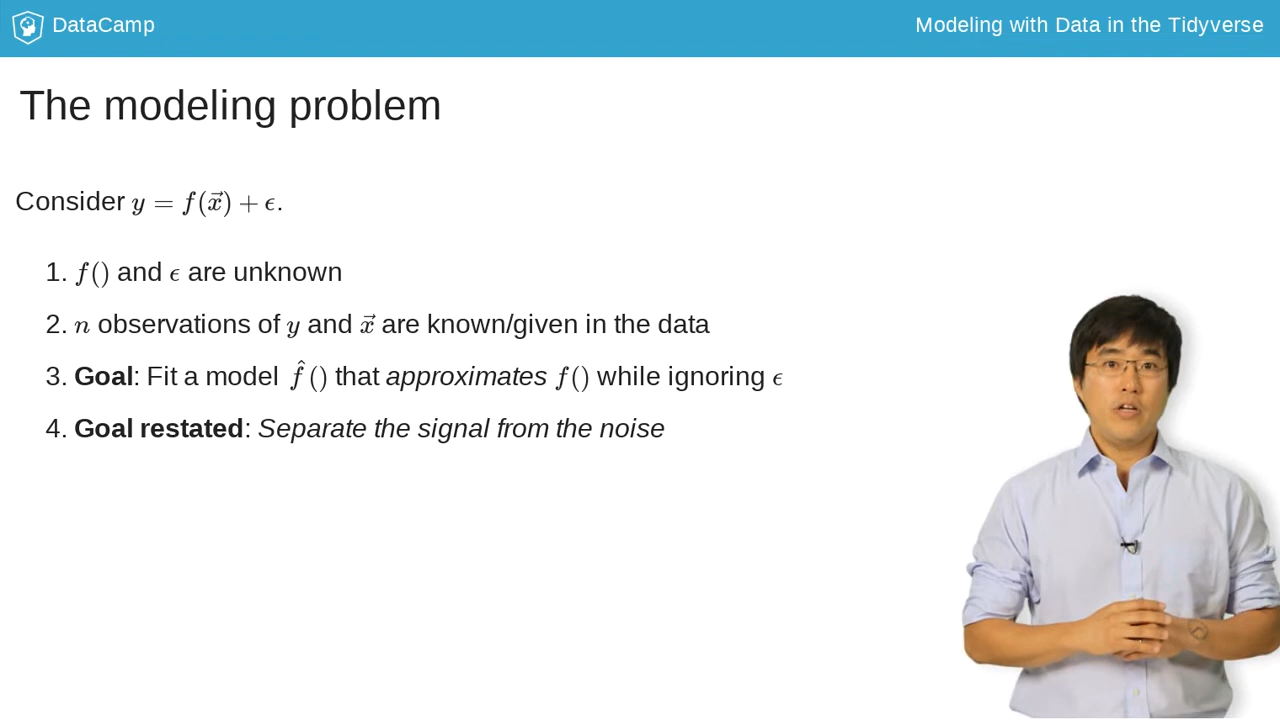 DataCamp
Modeling with Data in the Tidyverse
The modeling problem
Consider y = f(x⃗) + ϵ.
1. f() and ϵ are unknown
2. n observations of y and x⃗ are known/given in the data
3. Goal: Fit a model f̂ () that approximates f() while ignoring ϵ
4. Goal restated: Separate the signal from the noise